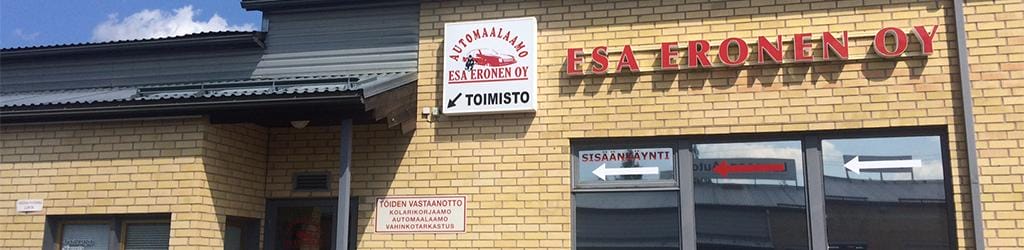 AUTOMAALAAMO
ESA ERONEN OY
TOIMISTO
ESA ERONEN OY
SISÄÄNKÄYNTI
TÖIDEN VASTAANOTTO
KOLARIKORJAAMO
AUTOMAALAAMO
VAHINKOTARKASTUS